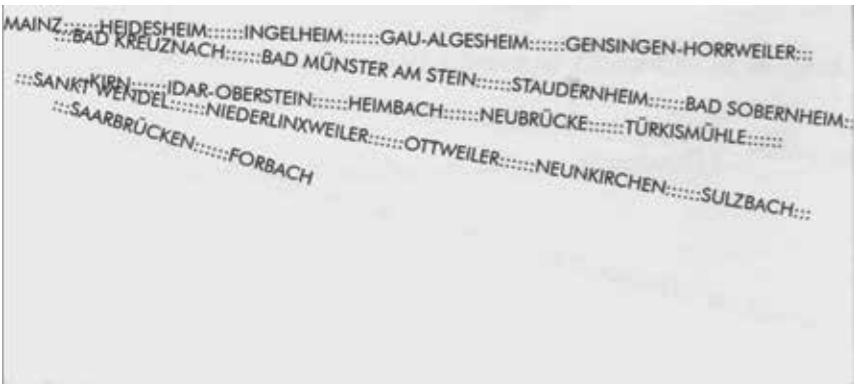 MAINZ::::::HEIDESHEIM::::::INGELHEIM::::::GAU-ALGESHEIM::::::GENSINGEN-HORRWEILER:::
:::BAD KREUZNACH::::::BAD MÜNSTER AM STEIN::::::STAUDERNHEIM::::::BAD SOBERNHEIM:::
:::KIRN::::::IDAR-OBERSTEIN::::::HEIMBACH::::::NEUBRÜCKE::::::TÜRKISMÜHLE::::::
:::SANKT WENDEL::::::NIEDERLINXWEILER::::::OTTWEILER::::::NEUNKIRCHEN::::::SULZBACH:::
:::SAARBRÜCKEN::::::FORBACH